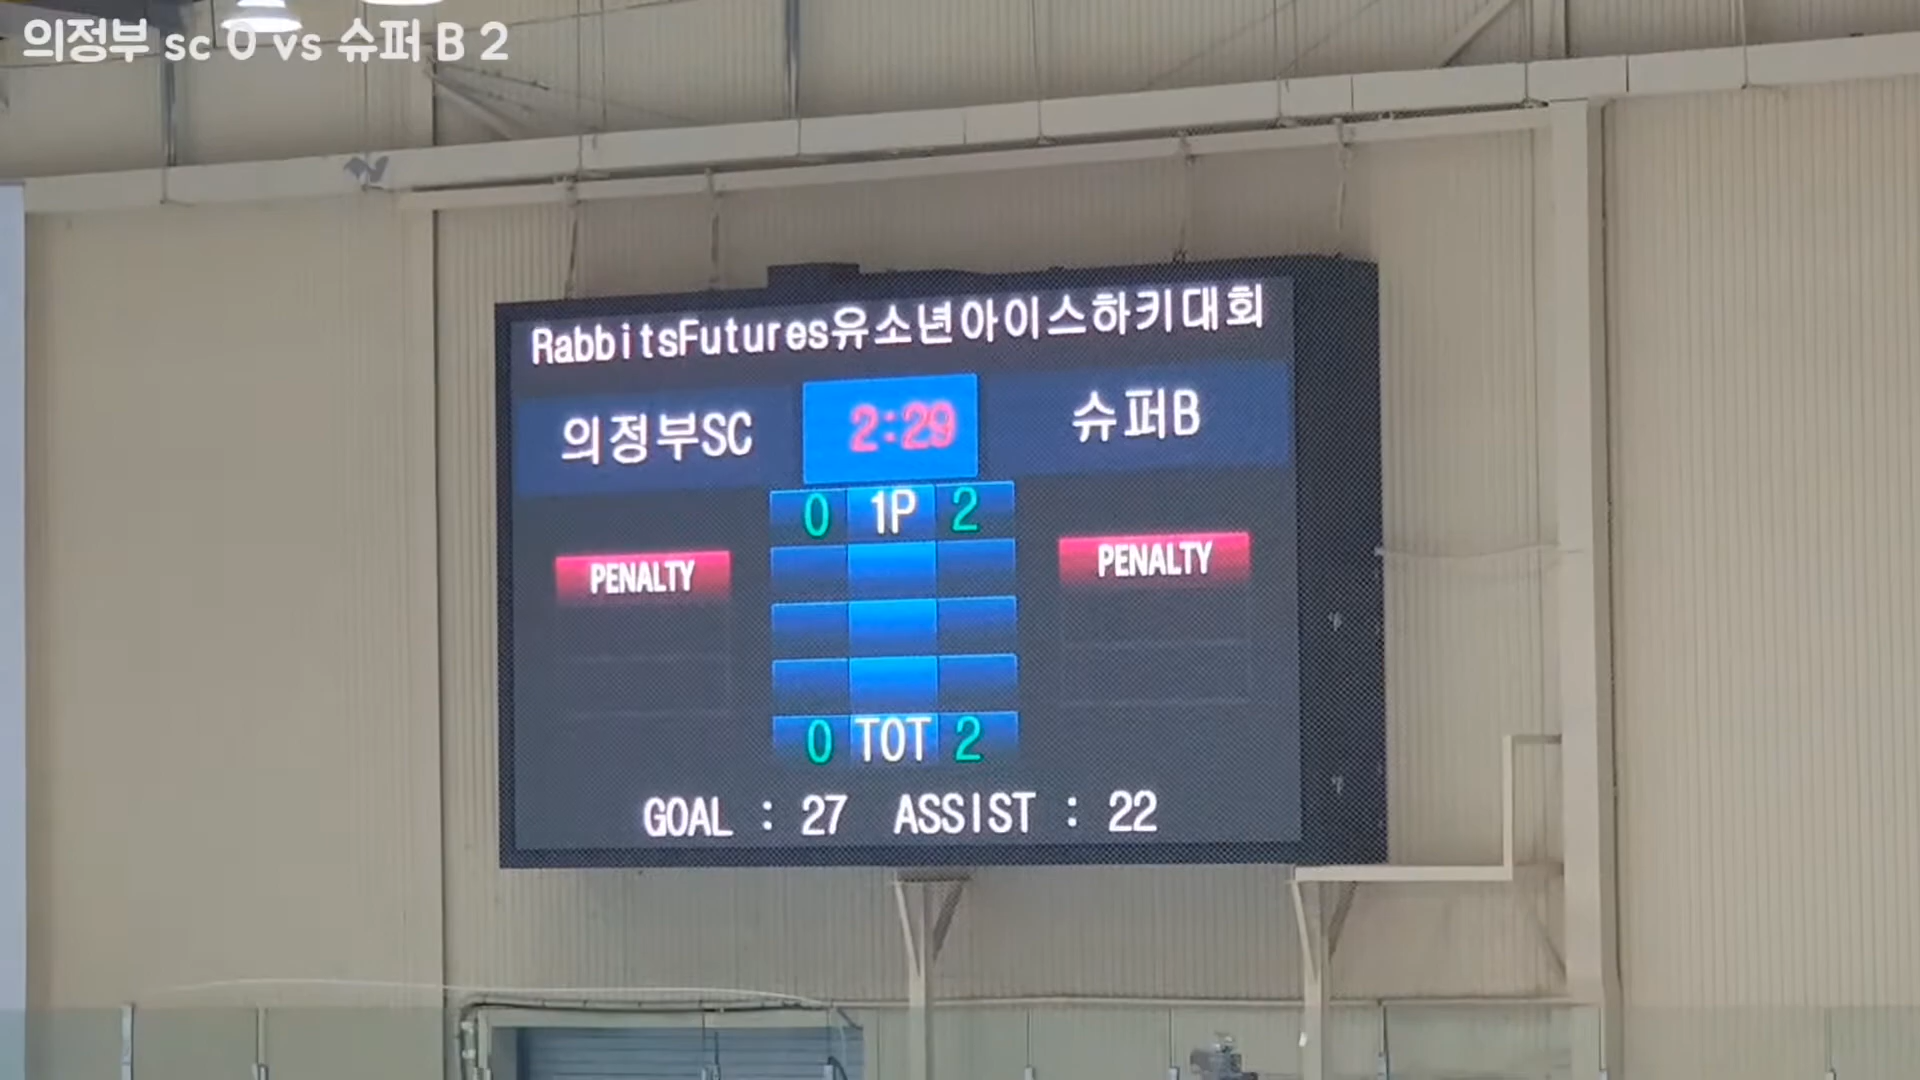 의정부 sc 0 vs 슈퍼 B 2
RabbitsFutures유소년아이스하키대회
의정부SC 2:29 슈퍼B
0 1P 2
PENALTY PENALTY
0 TOT 2
GOAL : 27 ASSIST : 22